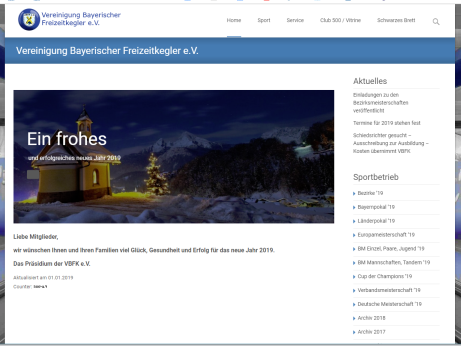 Vereinigung Bayerischer
Freizeitkegler e.V.
Home Sport Service Club 500 / Vitrine Schwarzes Brett
Vereinigung Bayerischer Freizeitkegler e.V.
Ein frohes
und erfolgreiches neues Jahr 2019
Liebe Mitglieder,
wir wünschen Ihnen und Ihren Familien viel Glück, Gesundheit und Erfolg für das neue Jahr 2019.
Das Präsidium der VBFK e.V.
Aktualisiert am 01.01.2019
Counter:
Aktuelles
Einladungen zu den
Bezirksmeisterschaften
veröffentlicht
Termine für 2019 stehen fest
Schiedsrichter gesucht –
Ausschreibung zur Ausbildung –
Kosten übernimmt VBFK
Sportbetrieb
Bezirke '19
Bayernpokal '19
Länderpokal '19
Europameisterschaft '19
BM Einzel, Paare, Jugend '19
BM Mannschaften, Tandem '19
Cup der Champions '19
Verbandsmeisterschaft '19
Deutsche Meisterschaft '19
Archiv 2018
Archiv 2017